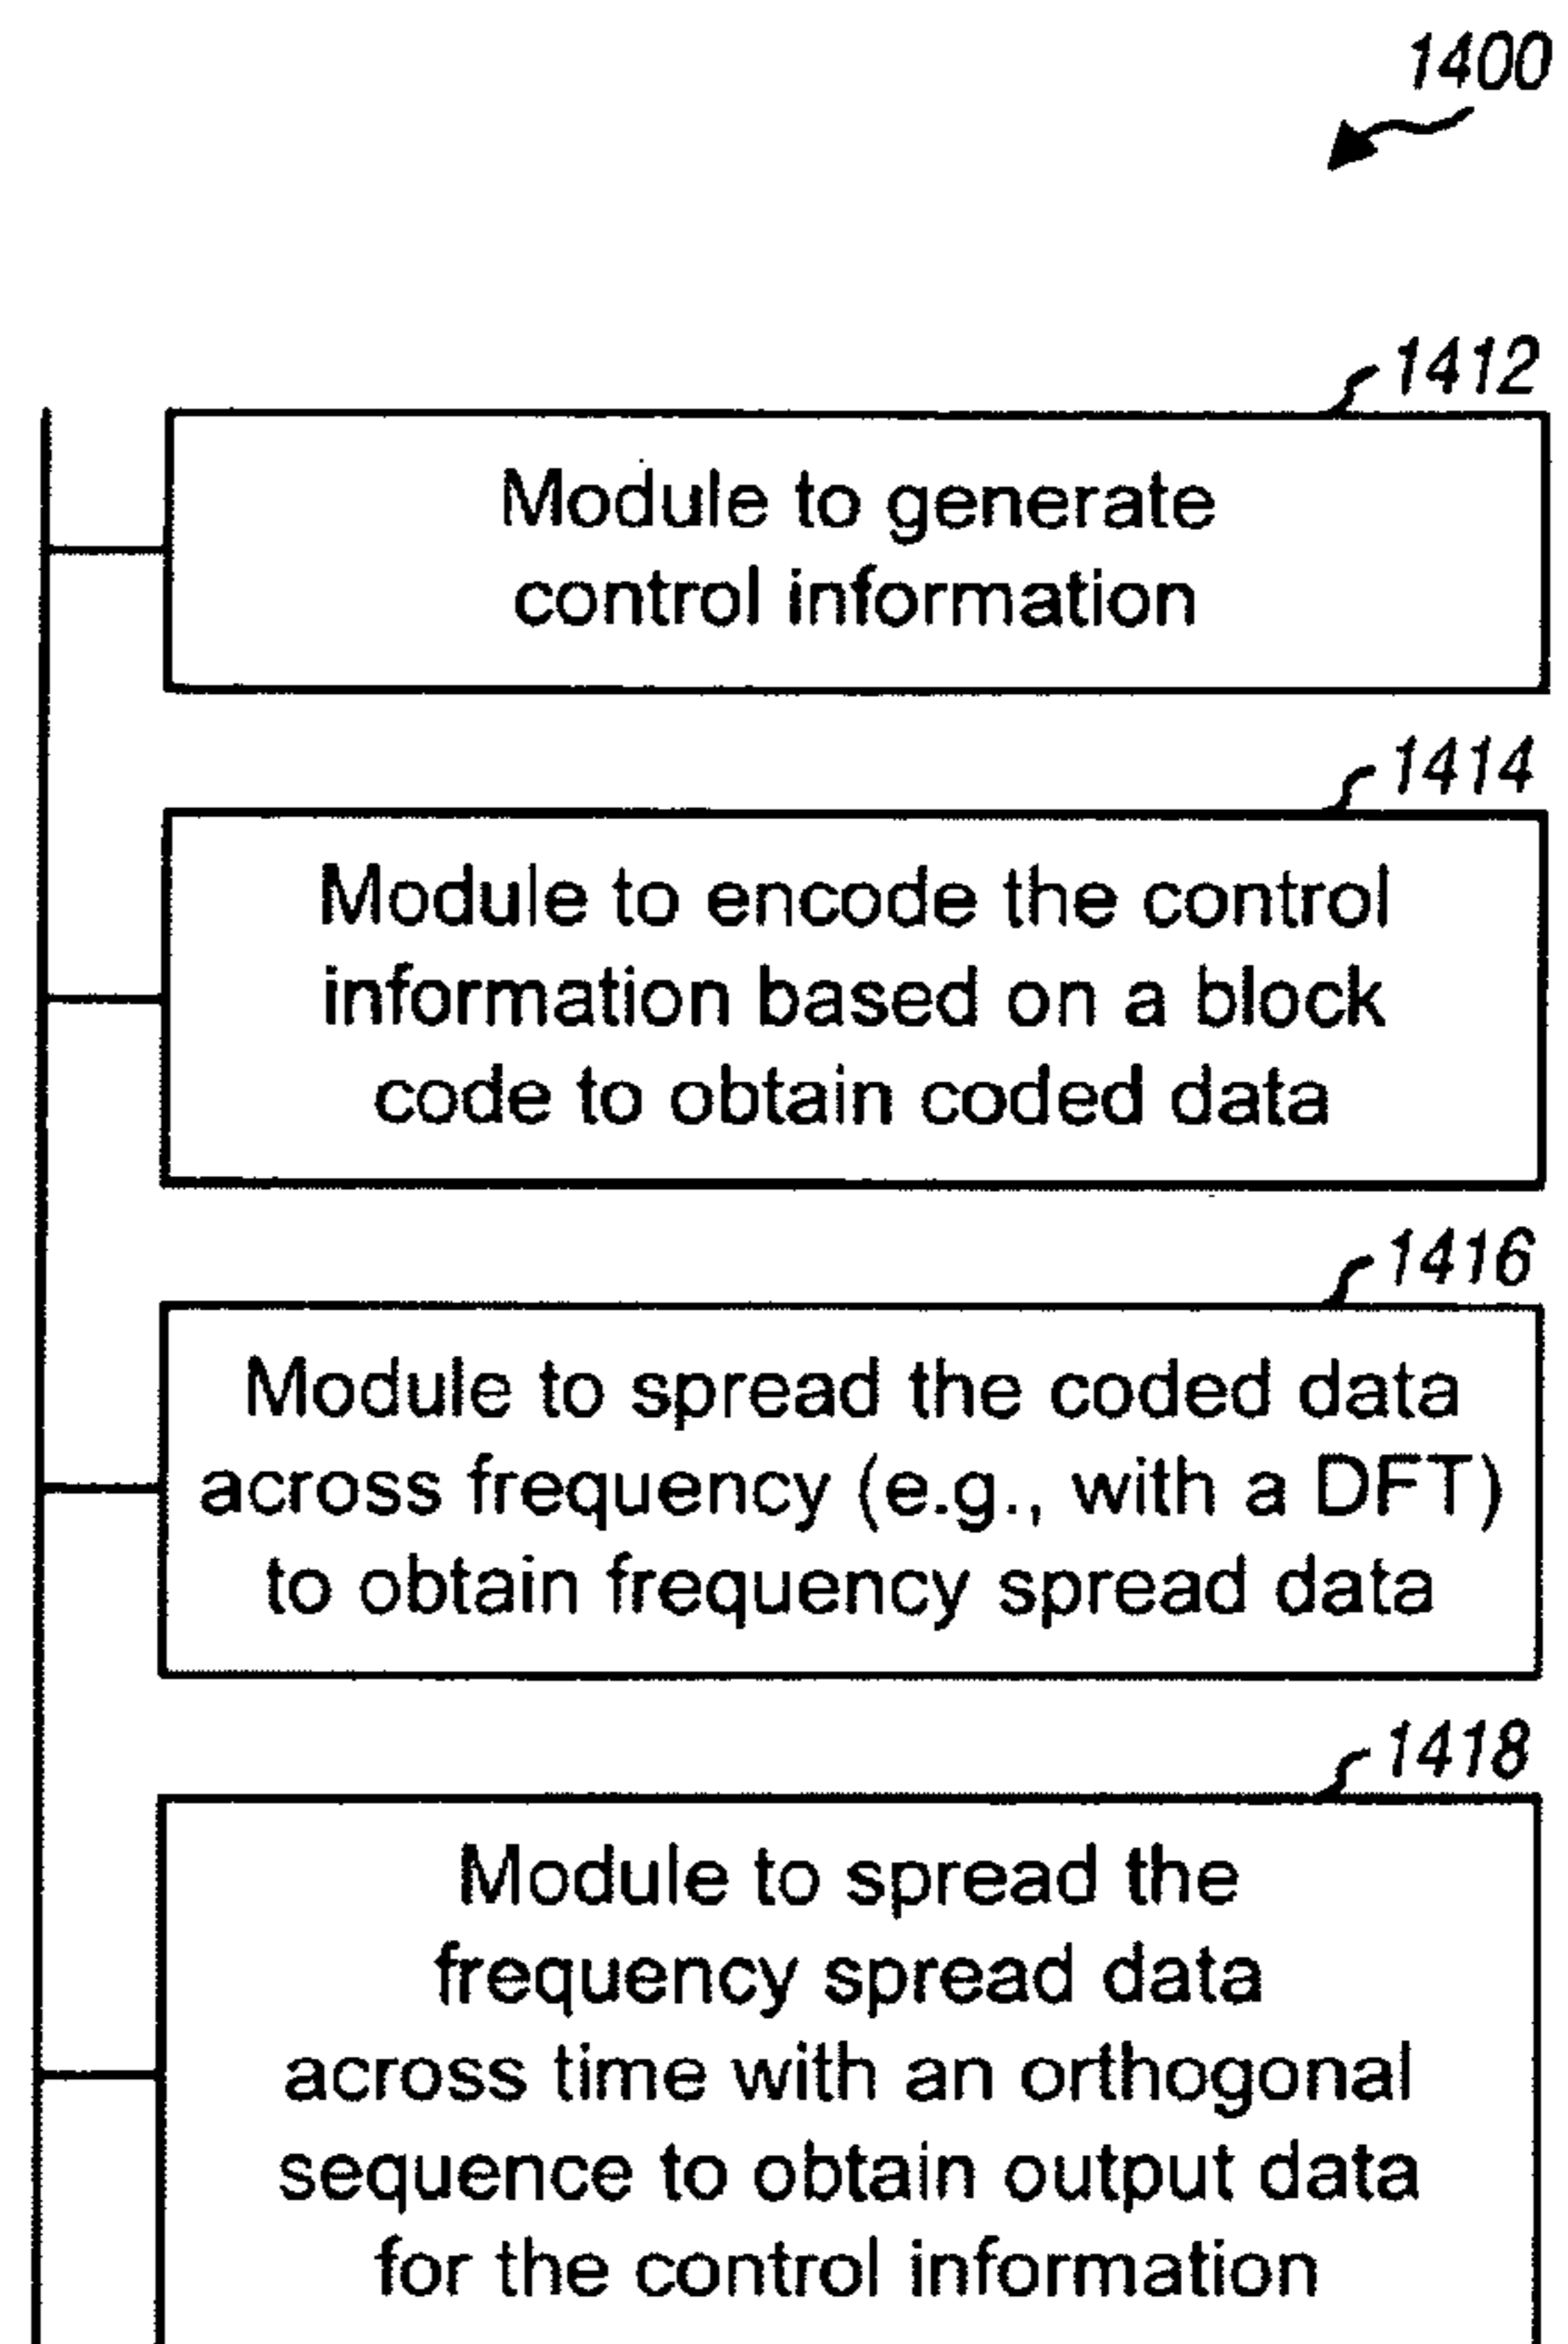 1400
1412
Module to generate
control information
1414
Module to encode the control
information based on a block
code to obtain coded data
1416
Module to spread the coded data
across frequency (e.g., with a DFT)
to obtain frequency spread data
1418
Module to spread the
frequency spread data
across time with an orthogonal
sequence to obtain output data
for the control information